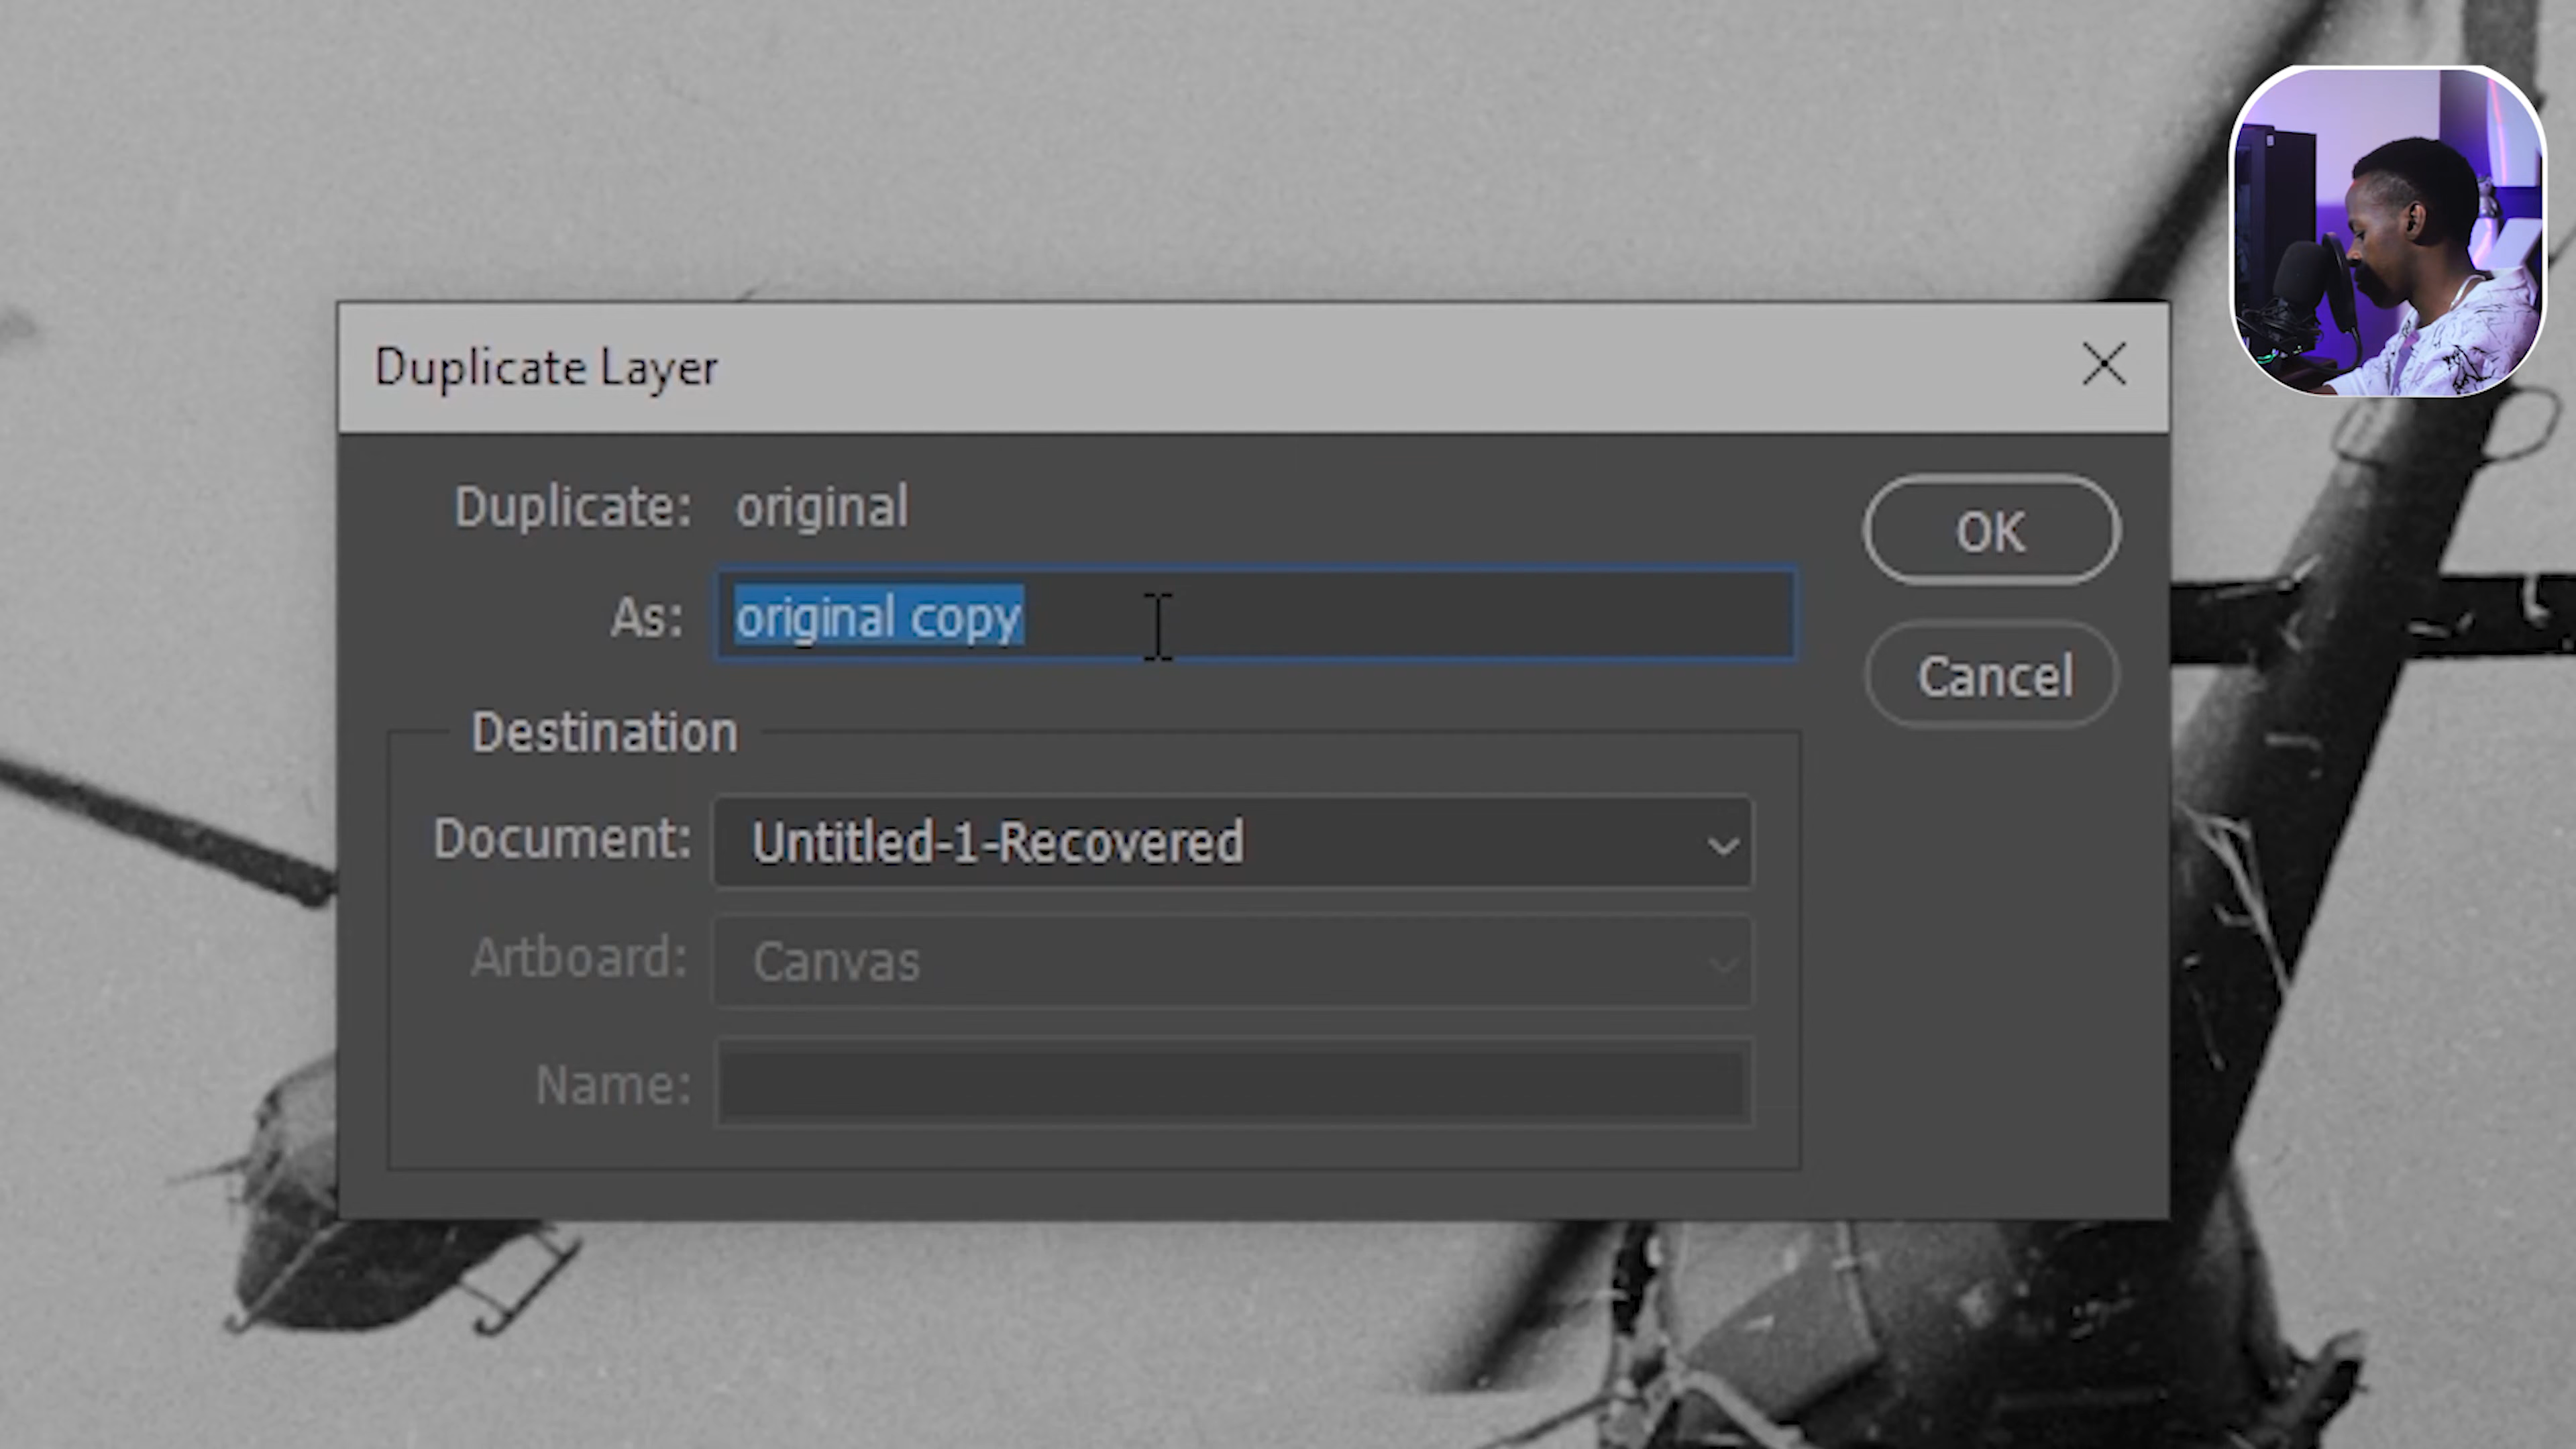 Duplicate Layer
Duplicate: original
OK
As: original copy
Cancel
Destination
Document: Untitled-1-Recovered
Artboard: Canvas
Name: